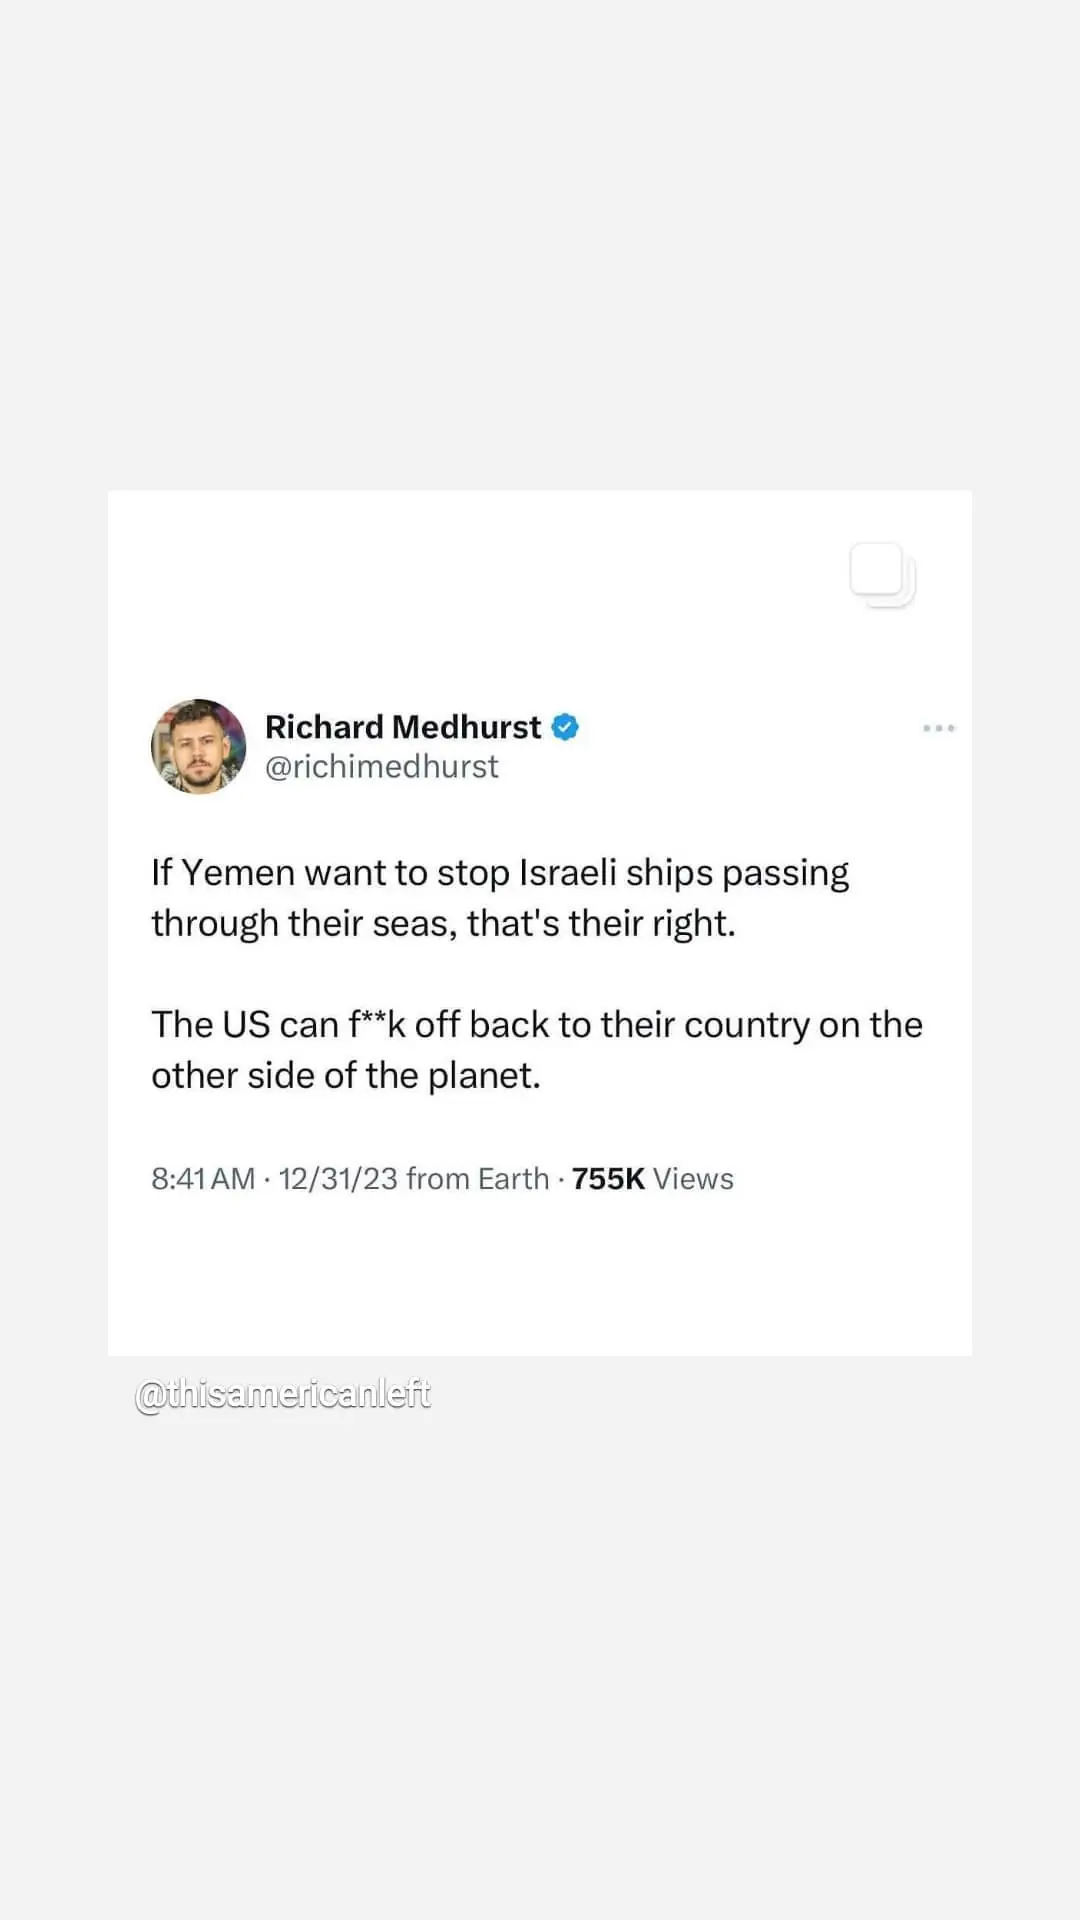 Richard Medhurst
@richimedhurst
If Yemen want to stop Israeli ships passing
through their seas, that's their right.
The US can f**k off back to their country on the
other side of the planet.
8:41 AM · 12/31/23 from Earth · 755K Views
@thisamericanleft